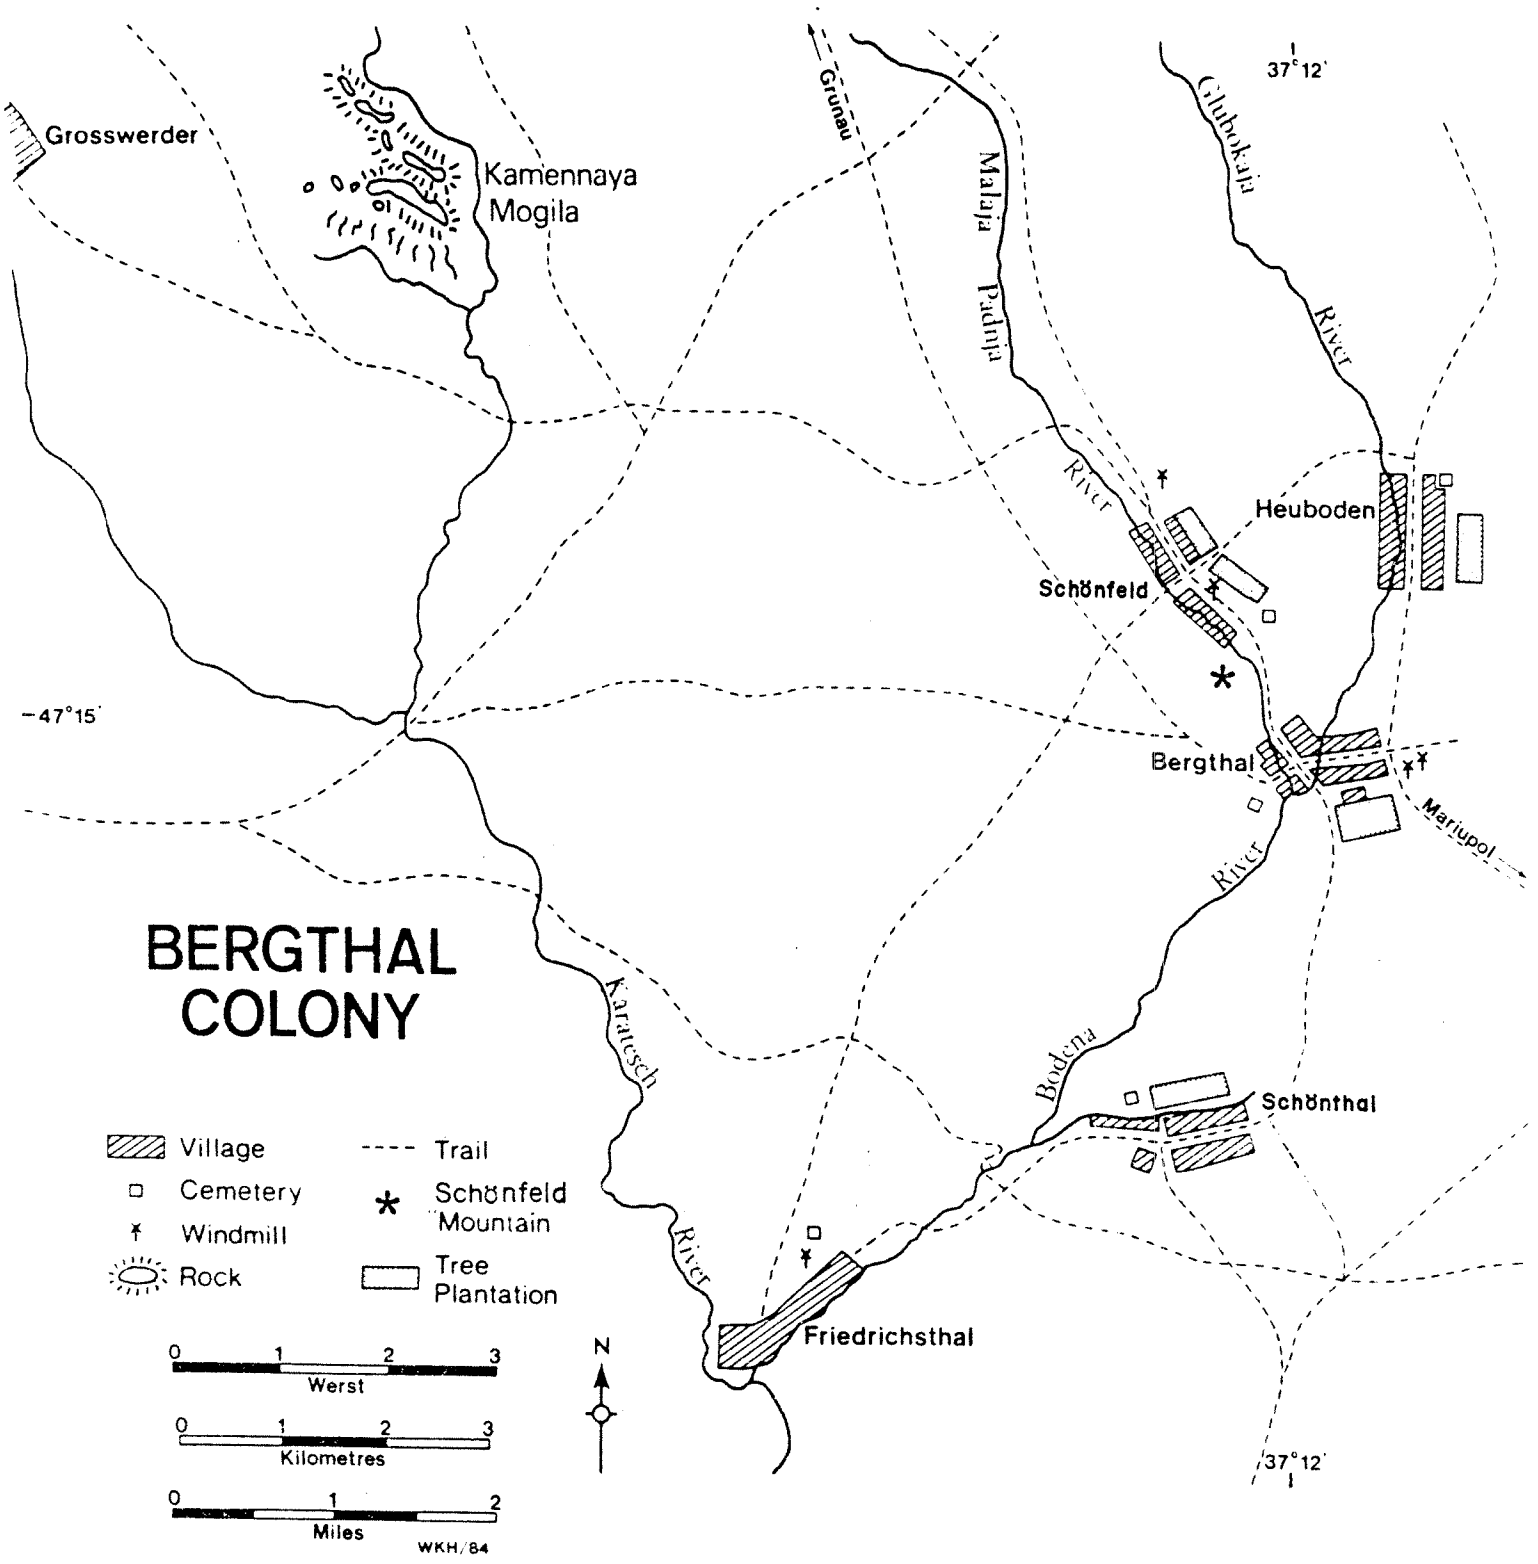 37°12'
Grunau
Glubokaja
River
Grosswerder
Kamennaya
Mogila
Malaja
Padnja
River
Heuboden
Schönfeld
-47°15'
Bergthal
Mariupol
River
Bodena
BERGTHAL
COLONY
Karatesch
River
Schönthal
Village
Cemetery
Windmill
Rock
Trail
Schönfeld
Mountain
Tree
Plantation
Friedrichsthal
N
0 1 2 3
Werst
0 1 2 3
Kilometres
0 1 2
Miles
WKH/84
37°12'